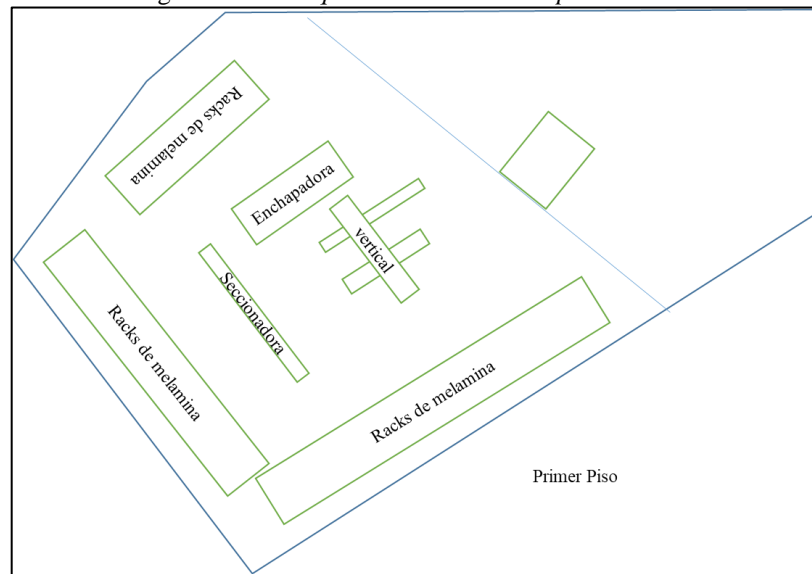 Racks de melamina
Enchapadora
vertical
Seccionadora
Racks de melamina
Racks de melamina
Primer Piso